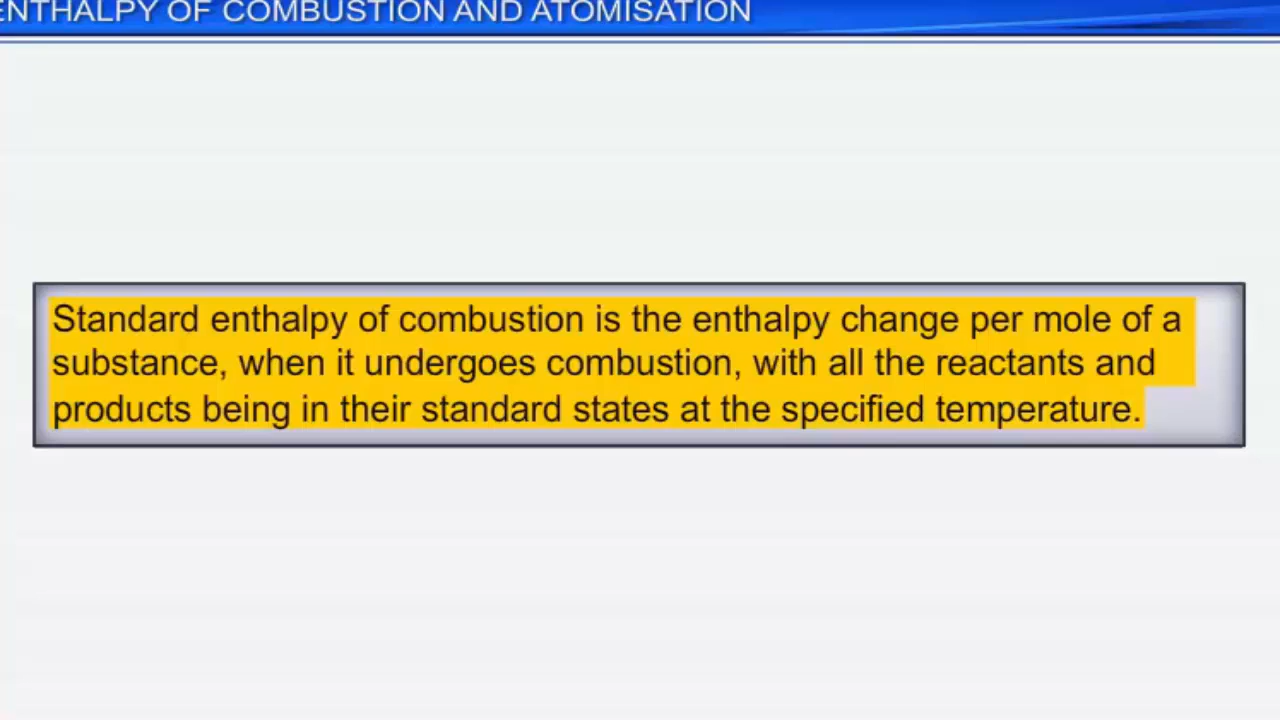 ENTHALPY OF COMBUSTION AND ATOMISATION
Standard enthalpy of combustion is the enthalpy change per mole of a
substance, when it undergoes combustion, with all the reactants and
products being in their standard states at the specified temperature.